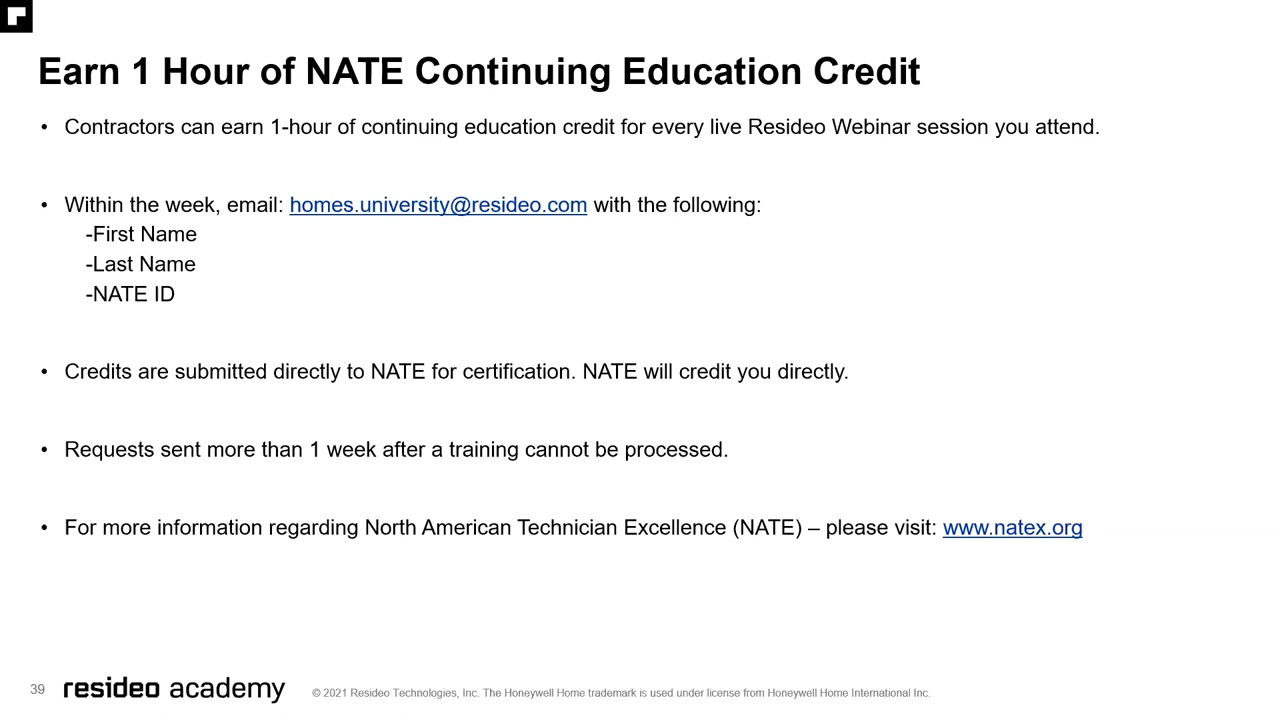 Earn 1 Hour of NATE Continuing Education Credit
• Contractors can earn 1-hour of continuing education credit for every live Resideo Webinar session you attend.
• Within the week, email: homes.university@resideo.com with the following:
-First Name
-Last Name
-NATE ID
• Credits are submitted directly to NATE for certification. NATE will credit you directly.
• Requests sent more than 1 week after a training cannot be processed.
• For more information regarding North American Technician Excellence (NATE) – please visit: www.natex.org
39 resideo academy © 2021 Resideo Technologies, Inc. The Honeywell Home trademark is used under license from Honeywell Home International Inc.